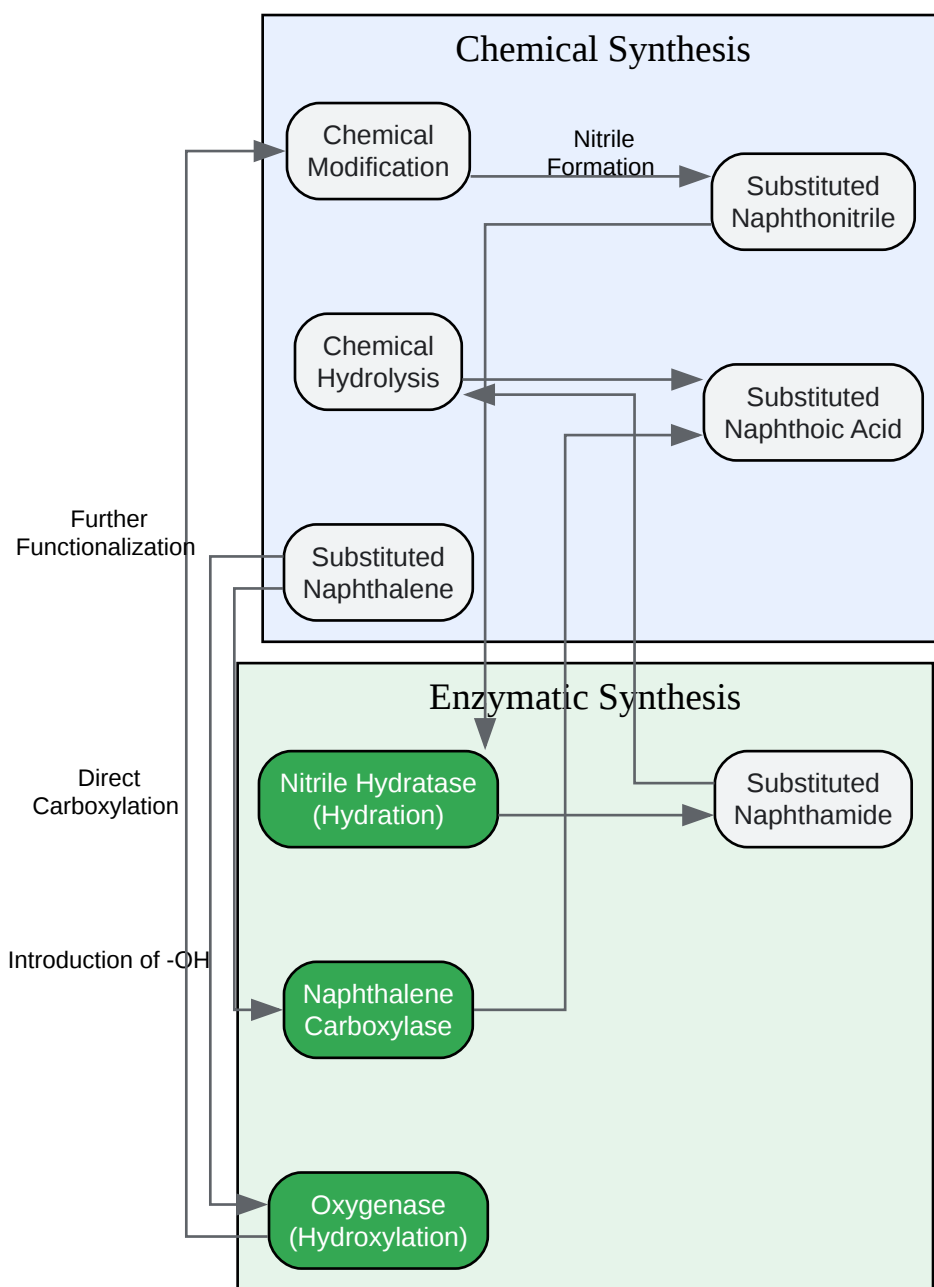 Chemical Synthesis
Chemical
Modification
Nitrile
Formation
Substituted
Naphthonitrile
Chemical
Hydrolysis
Substituted
Naphthoic Acid
Further
Functionalization
Substituted
Naphthalene
Enzymatic Synthesis
Direct
Carboxylation
Nitrile Hydratase
(Hydration)
Substituted
Naphthamide
Introduction of -OH
Naphthalene
Carboxylase
Oxygenase
(Hydroxylation)